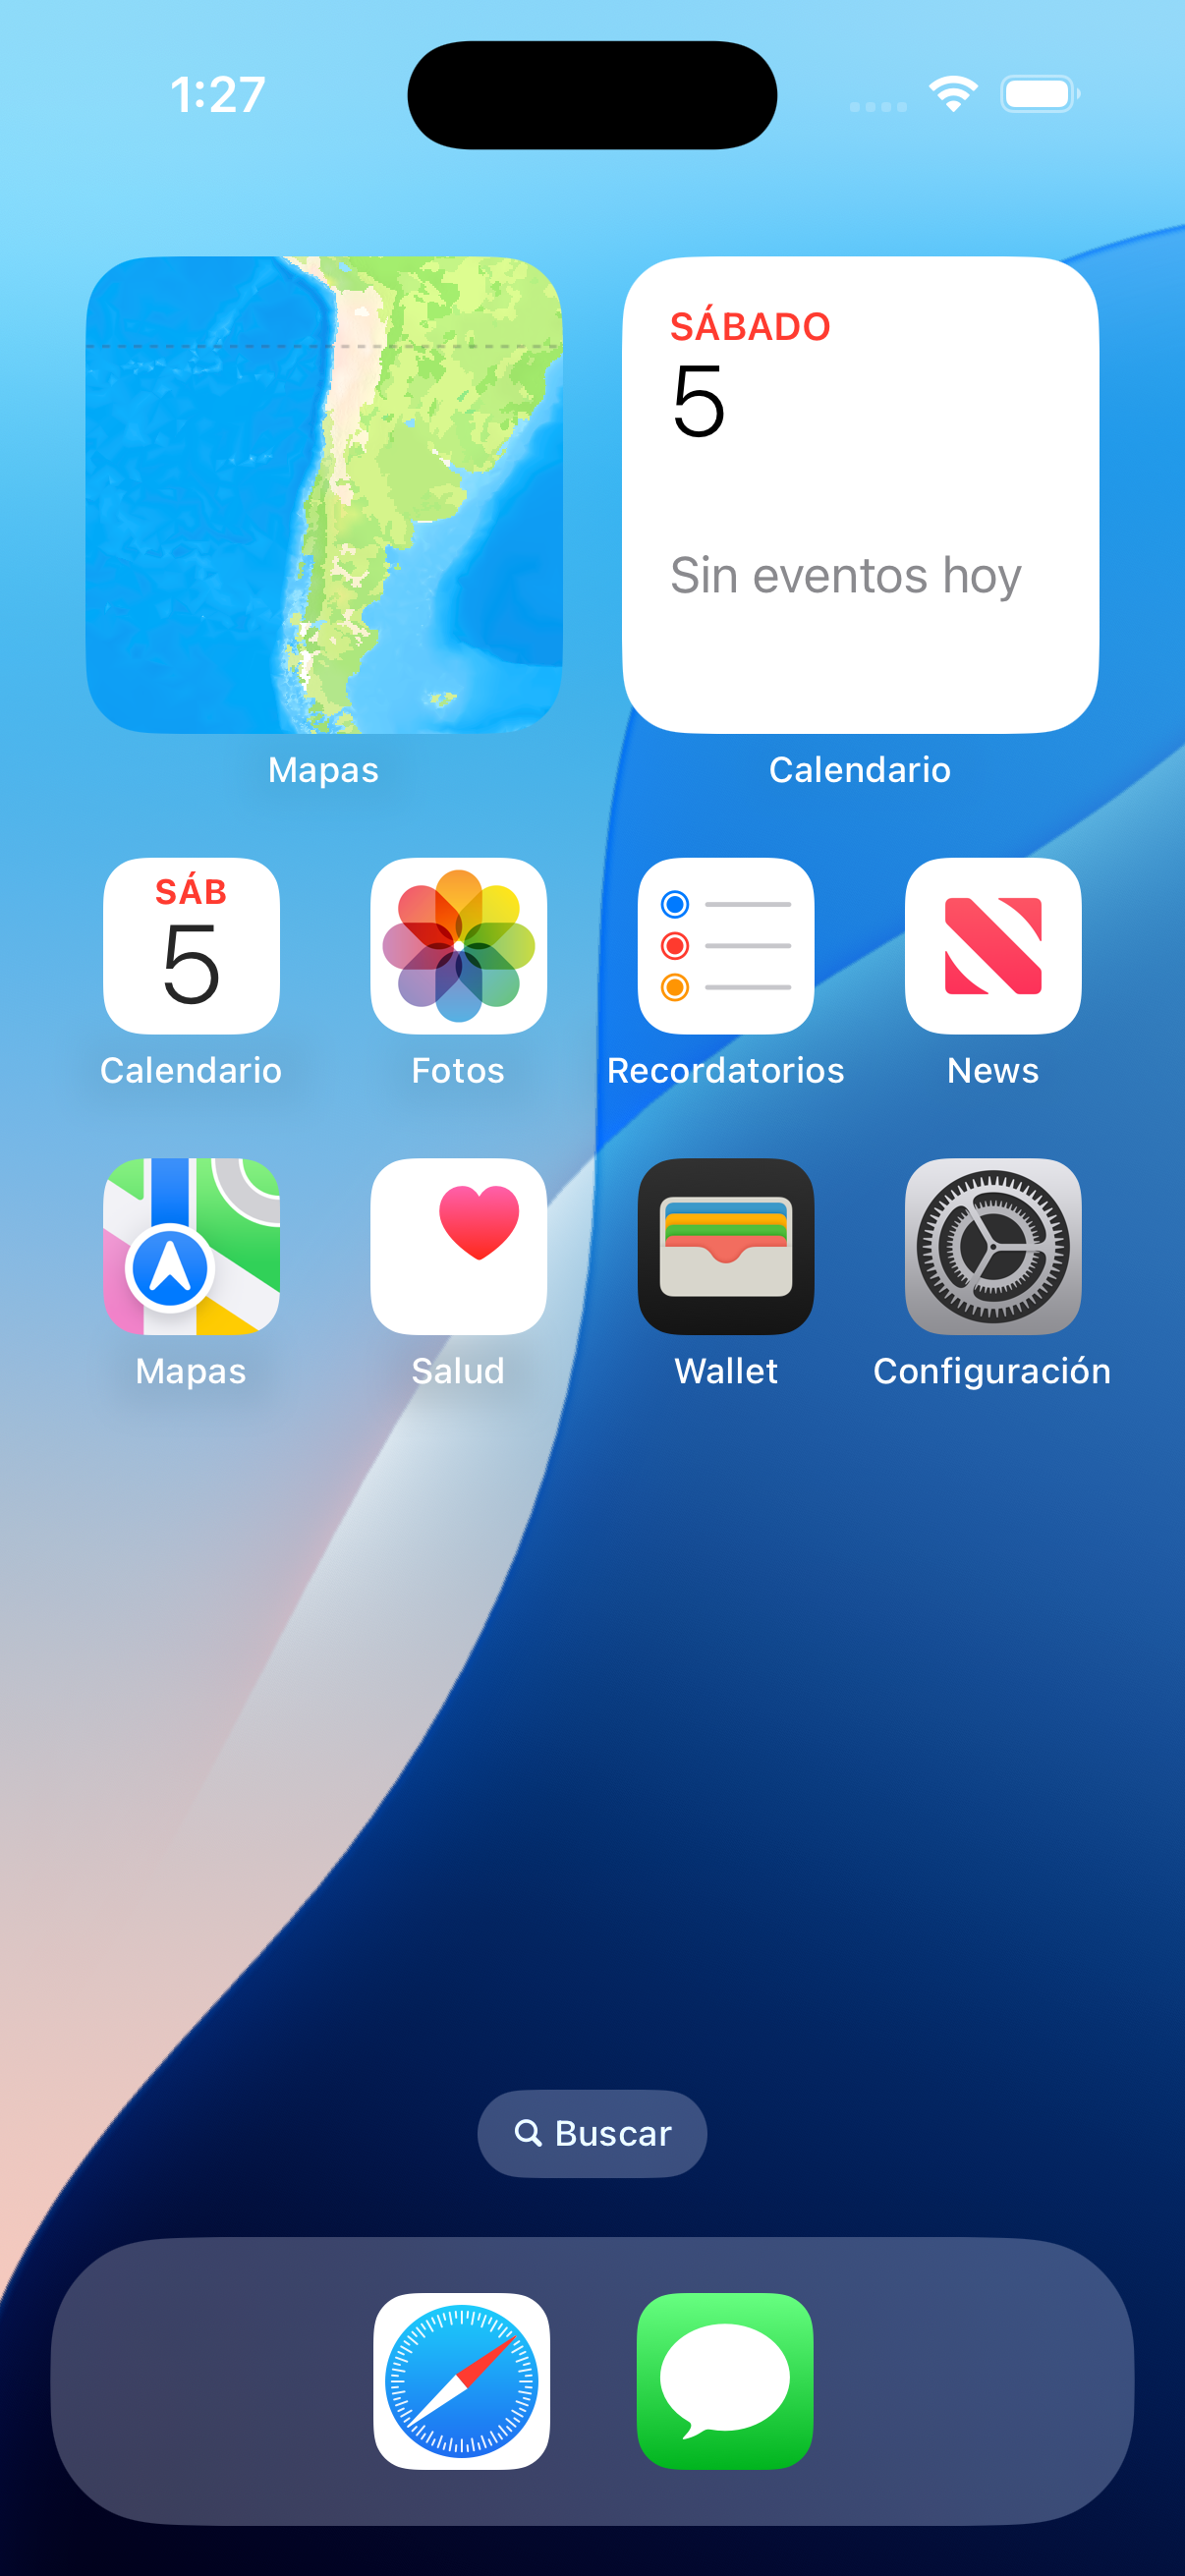 1:27
SÁBADO
5
Sin eventos hoy
Mapas
Calendario
SÁB
5
Calendario
Fotos
Recordatorios
News
Mapas
Salud
Wallet
Configuración
Buscar